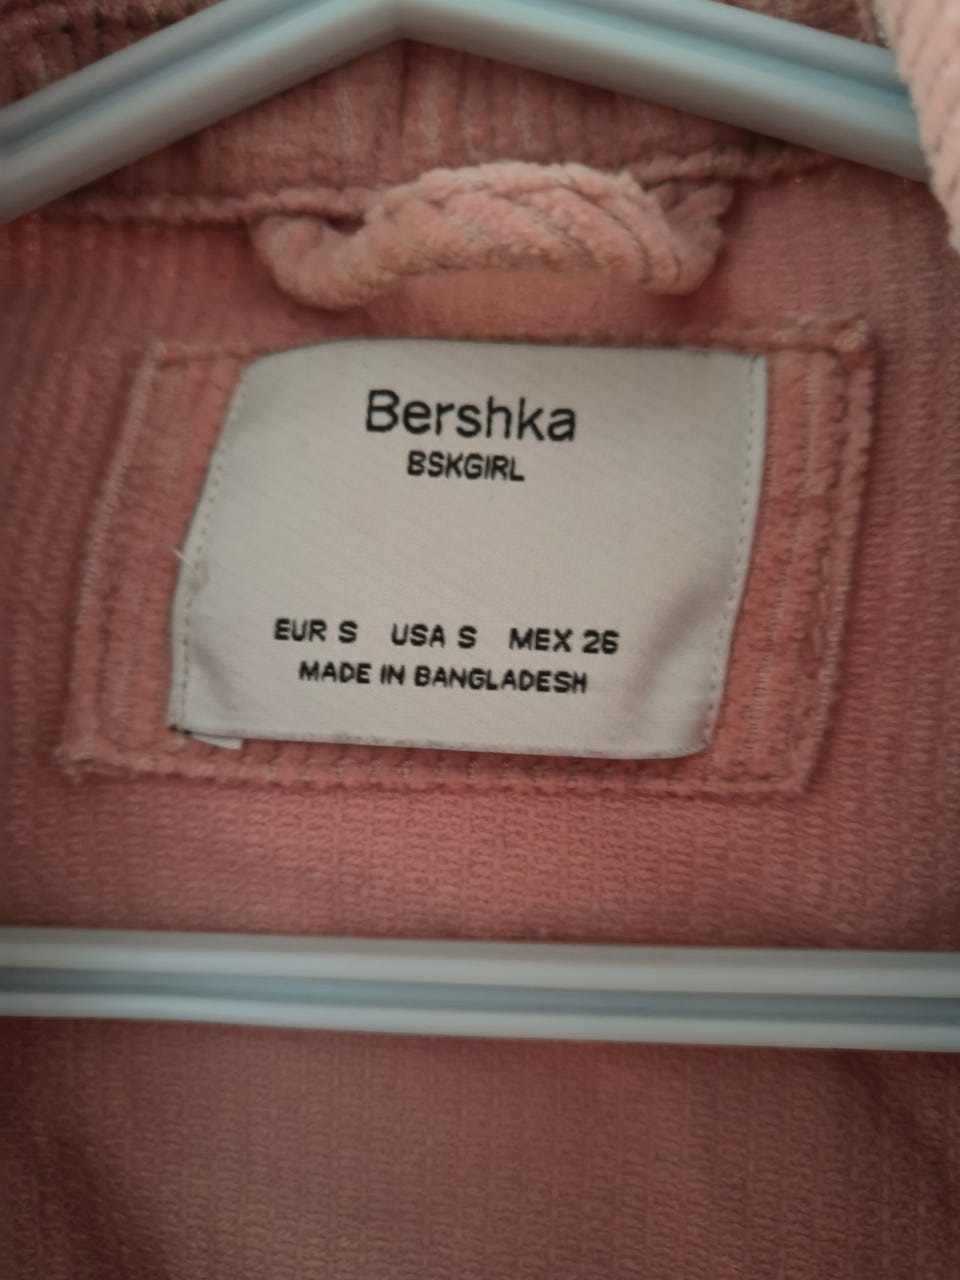 Bershka
BSKGIRL
EUR S USA S MEX 26
MADE IN BANGLADESH